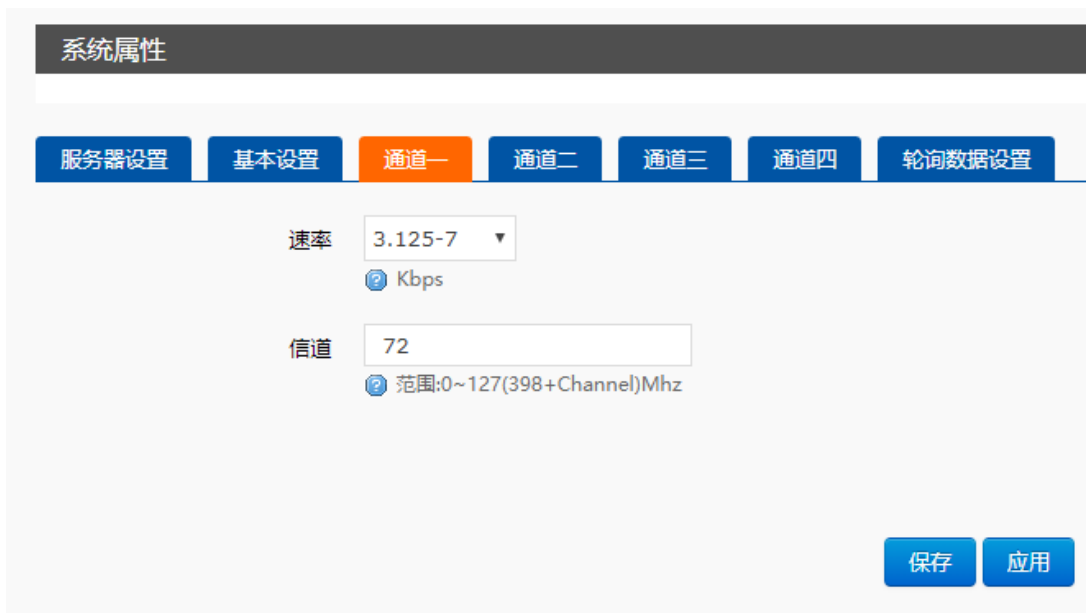 系统属性
服务器设置 基本设置 通道一 通道二 通道三 通道四 轮询数据设置
速率 3.125-7
Kbps
信道 72
范围:0~127(398+Channel)Mhz
保存 应用